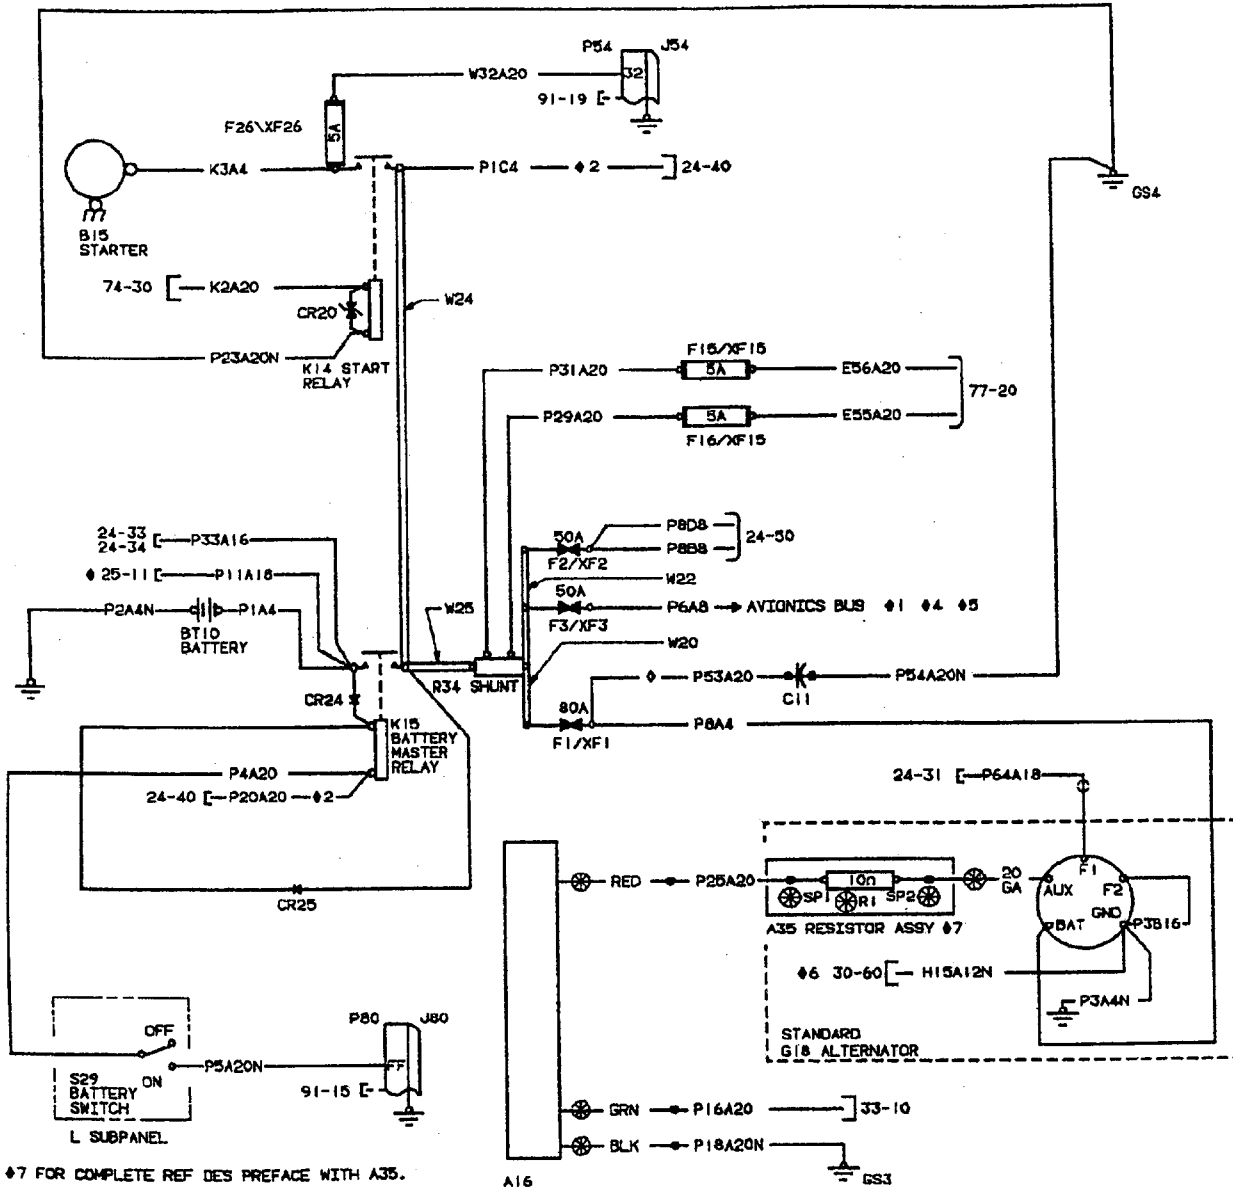 P54 J54
W32A20 32
91-19
F26\XF26 5A
K3A4 P1C4 ♦2 24-40
GS4
B15
STARTER
74-30 K2A20
CR20 W24
P23A20N
K14 START
RELAY
F15/XF15
P31A20 5A E56A20
77-20
P29A20 5A E55A20
F16/XF15
24-33
24-34 P33A16
50A P8D8
P8B8 24-50
F2/XF2
♦25-11 P11A18
W22
50A
P2A4N P1A4
W25 P6A8 AVIONICS BUS ♦1 ♦4 ♦5
BT10
BATTERY
F3/XF3
W20
R34 SHUNT
♦ P53A20 P54A20N
CR24 C11
80A
K15
BATTERY
MASTER
RELAY
P8A4
F1/XF1
P4A20
24-31 P64A18
24-40 P20A20 ♦2
RED P25A20 10Ω 20
GA
F1
AUX F2
SP1 R1 SP2
GND
CR25
BAT P3B16
A35 RESISTOR ASSY ♦7
♦6 30-60 H15A12N
P3A4N
STANDARD
G18 ALTERNATOR
P80 J80
OFF
P5A20N FF
ON
S29
BATTERY
SWITCH
91-15
GRN P16A20 33-10
L SUBPANEL
BLK P18A20N
GS3
♦7 FOR COMPLETE REF DES PREFACE WITH A35.
A16